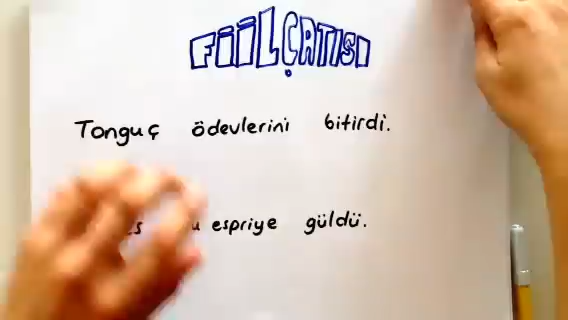 FİİL ÇATISI
Tonguç ödevlerini bitirdi.
espriye güldü.